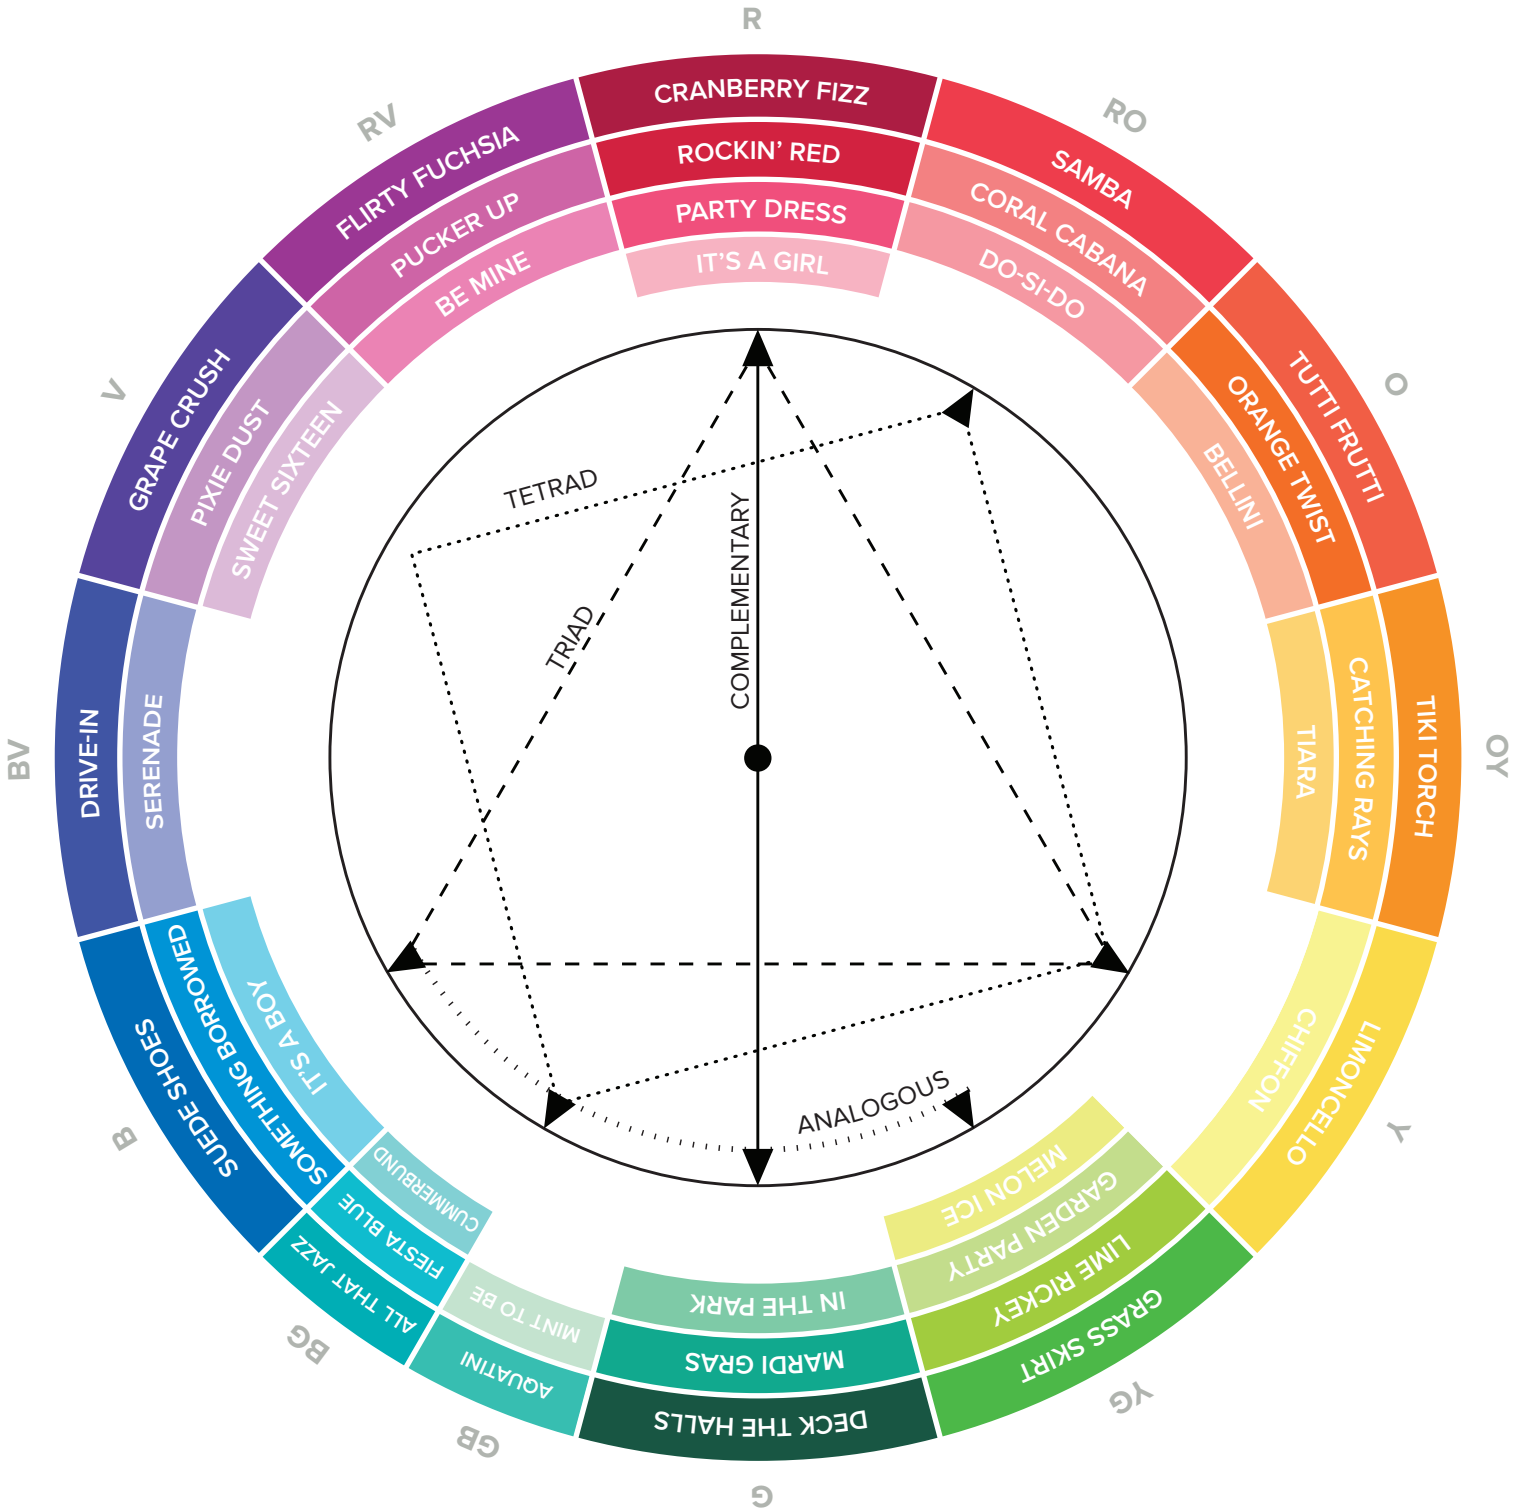 R
CRANBERRY FIZZ
ROCKIN’ RED
PARTY DRESS
IT’S A GIRL
RO
SAMBA
CORAL CABANA
DO-SI-DO
O
TUTTI FRUTTI
ORANGE TWIST
BELLINI
OY
TIKI TORCH
CATCHING RAYS
TIARA
Y
LIMONCELLO
CHIFFON
YG
GRASS SKIRT
LIME RICKEY
GARDEN PARTY
MELON ICE
G
DECK THE HALLS
MARDI GRAS
IN THE PARK
GB
AQUATINI
MINT TO BE
BG
ALL THAT JAZZ
FIESTA BLUE
CUMMERBUND
B
SUEDE SHOES
SOMETHING BORROWED
IT’S A BOY
BV
DRIVE-IN
SERENADE
V
GRAPE CRUSH
PIXIE DUST
SWEET SIXTEEN
RV
FLIRTY FUCHSIA
PUCKER UP
BE MINE
TETRAD
COMPLEMENTARY
TRIAD
ANALOGOUS